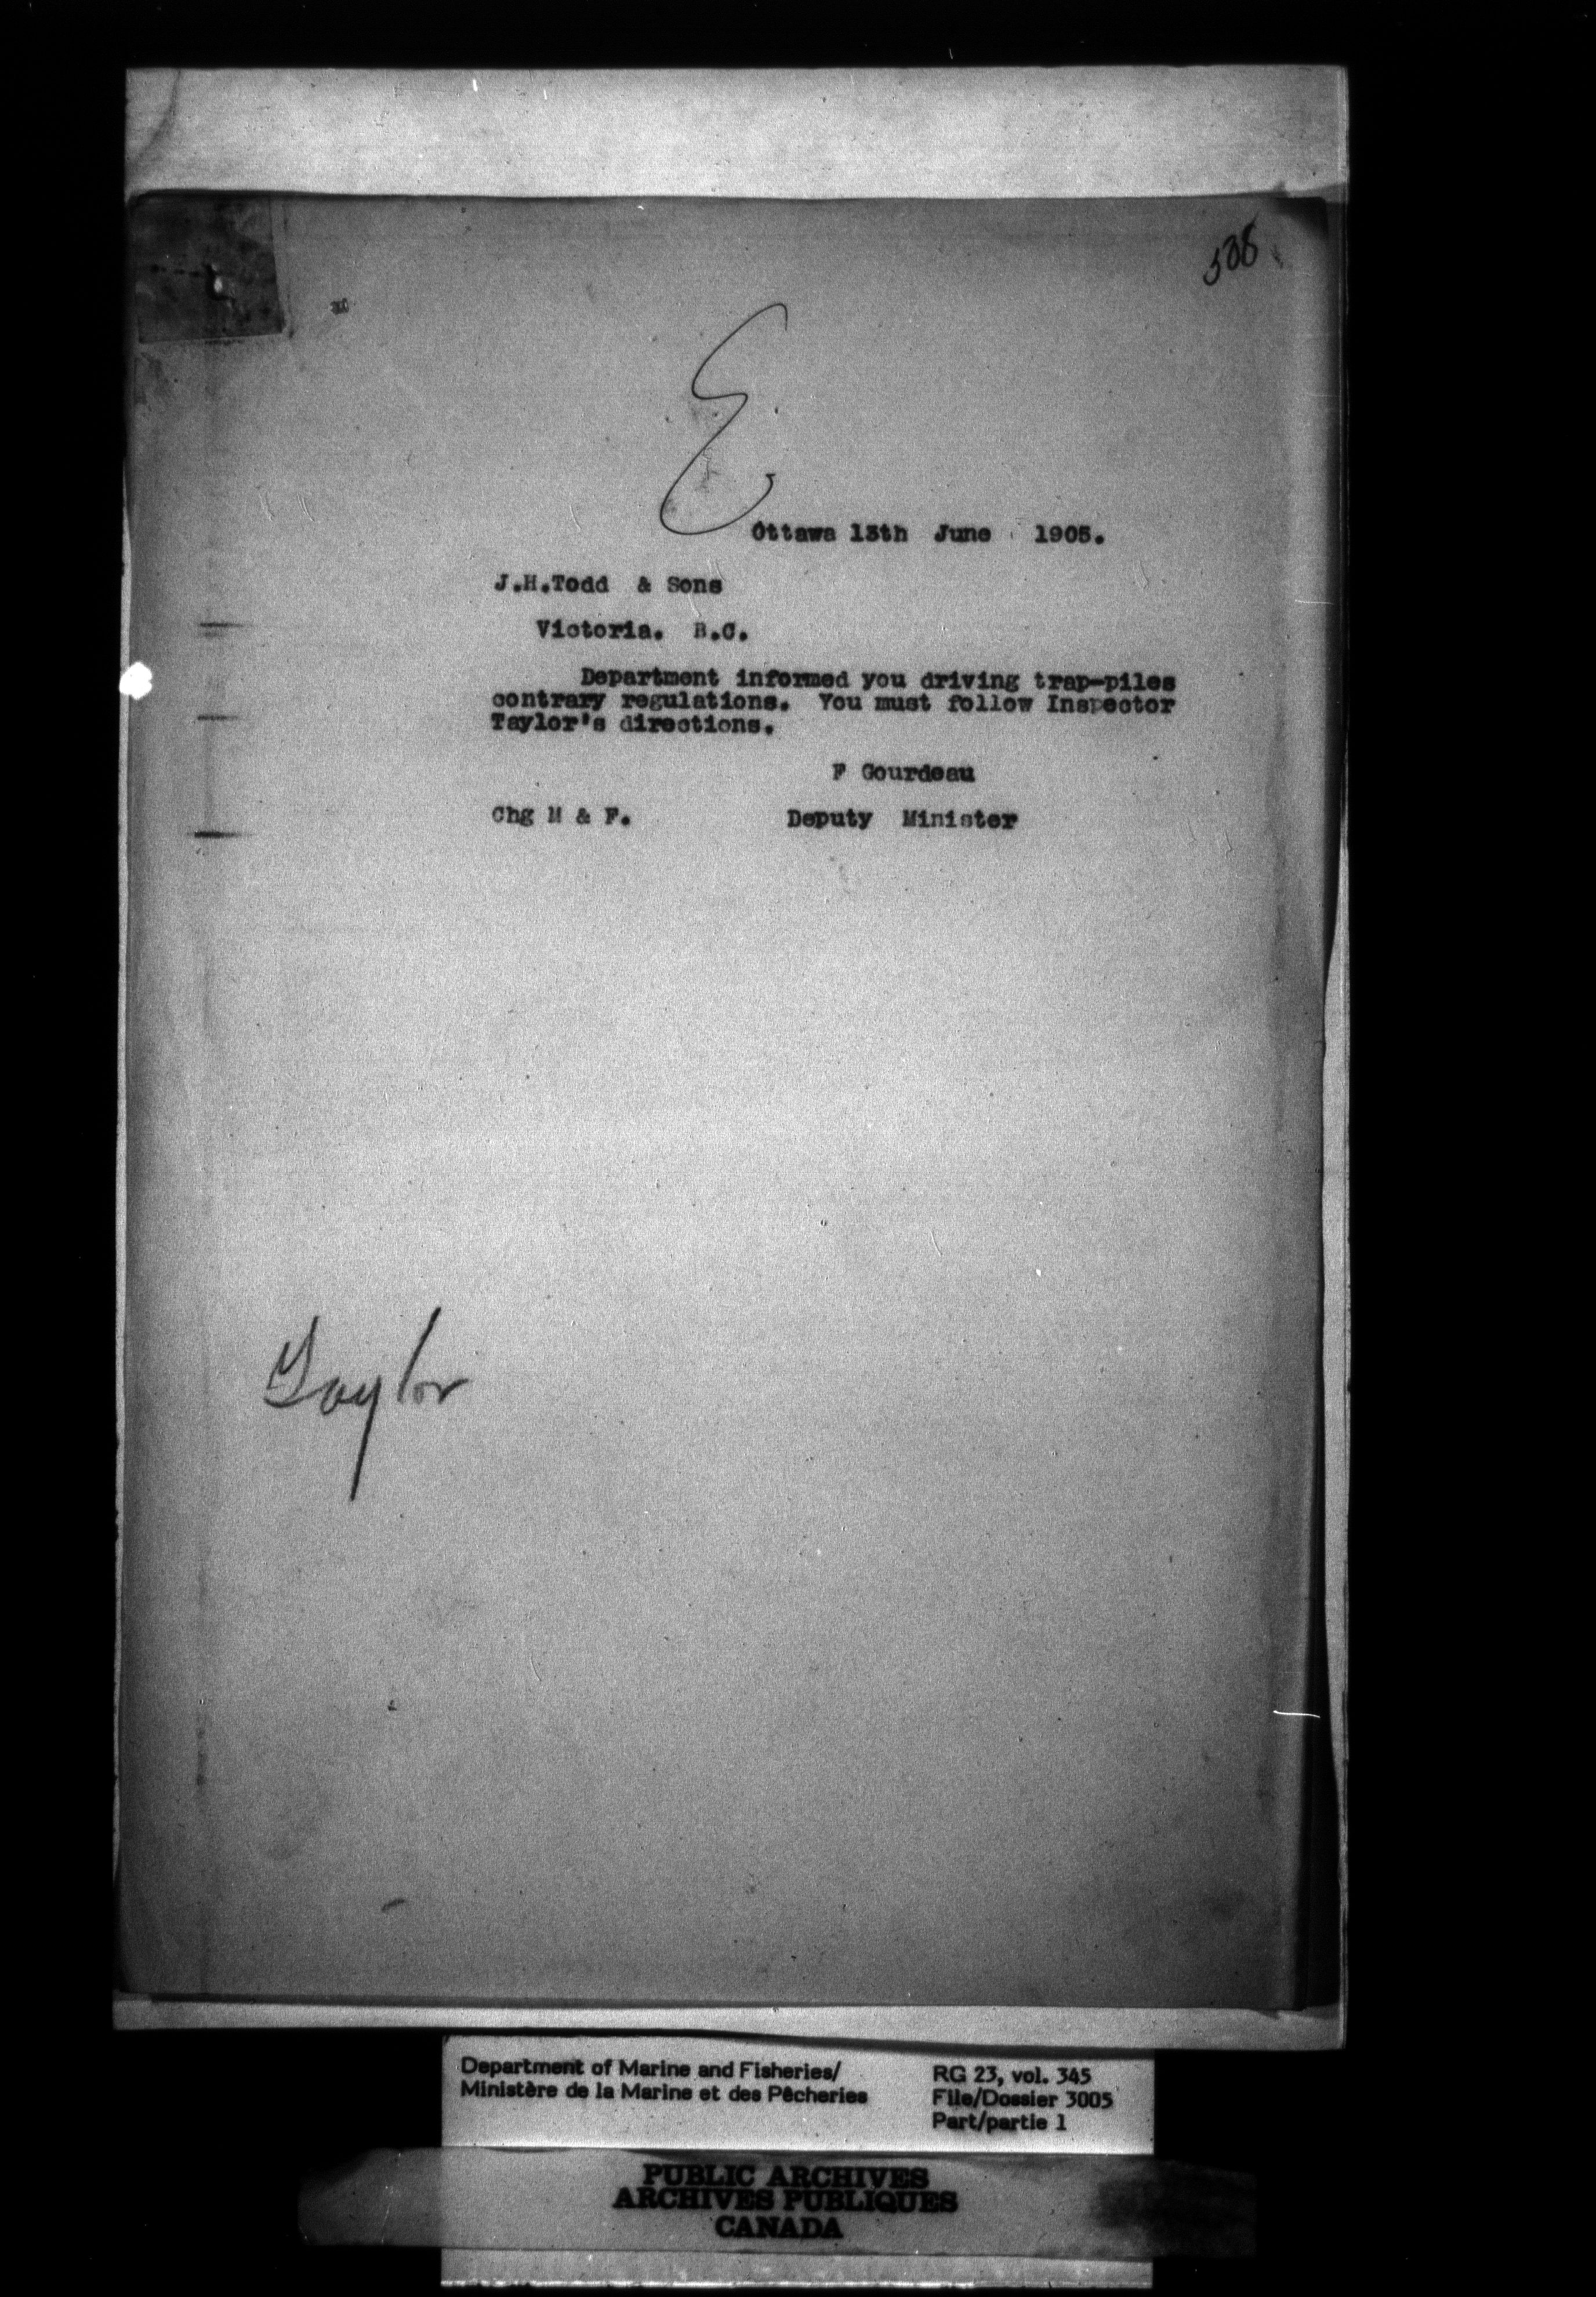 538
E
Ottawa 13th June 1905.
J.H.Todd & Sons
Victoria. B.C.
Department informed you driving trap-piles
contrary regulations. You must follow Inspector
Taylor's directions.
F Gourdeau
Chg M & F. Deputy Minister
Taylor
Department of Marine and Fisheries/
Ministère de la Marine et des Pêcheries
RG 23, vol. 345
File/Dossier 3005
Part/partie 1
PUBLIC ARCHIVES
ARCHIVES PUBLIQUES
CANADA